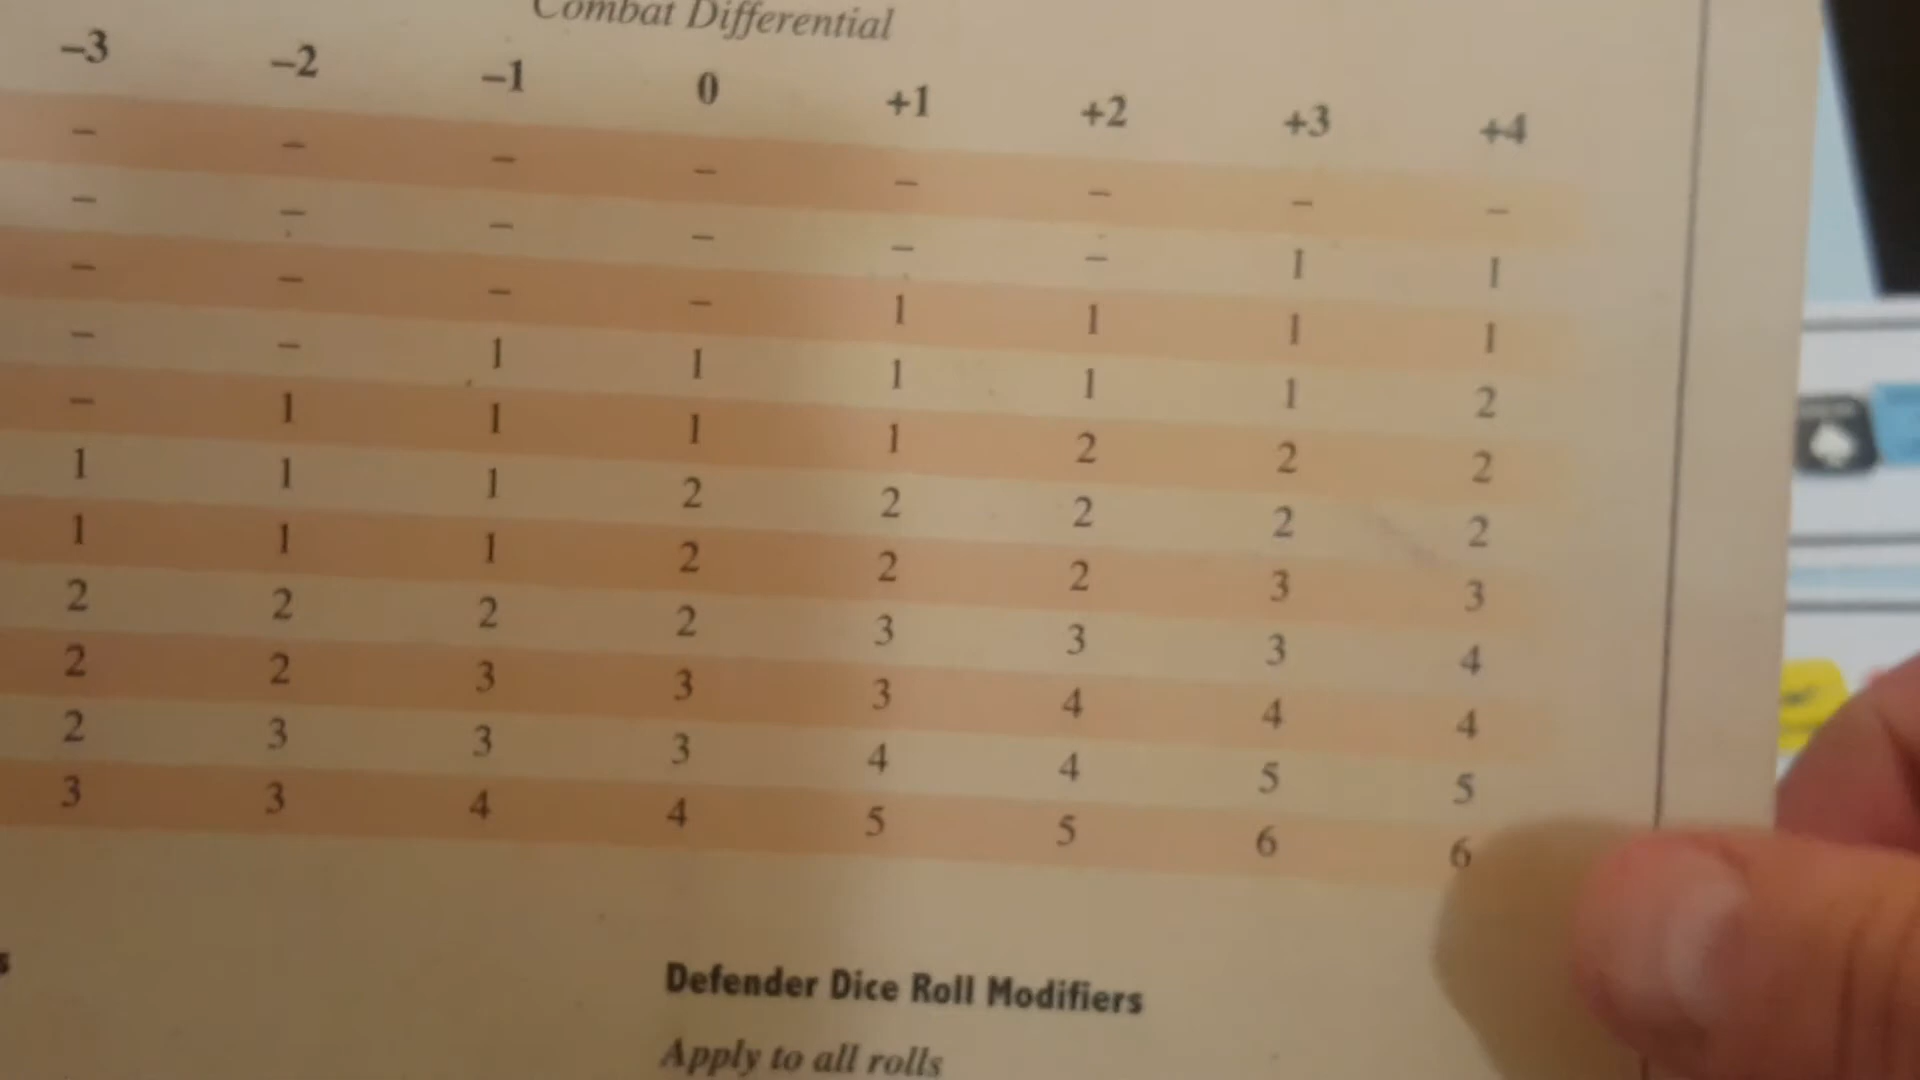 Combat Differential
–3 –2 –1 0 +1 +2 +3 +4
– – – – – – – –
– – – – – – 1 1
– – – – 1 1 1 1
– – 1 1 1 1 1 2
– 1 1 1 1 2 2 2
1 1 1 2 2 2 2 2
1 1 1 2 2 2 3 3
2 2 2 2 3 3 3 4
2 2 3 3 3 4 4 4
2 3 3 3 4 4 5 5
3 3 4 4 5 5 6 6
s
Defender Dice Roll Modifiers
Apply to all rolls